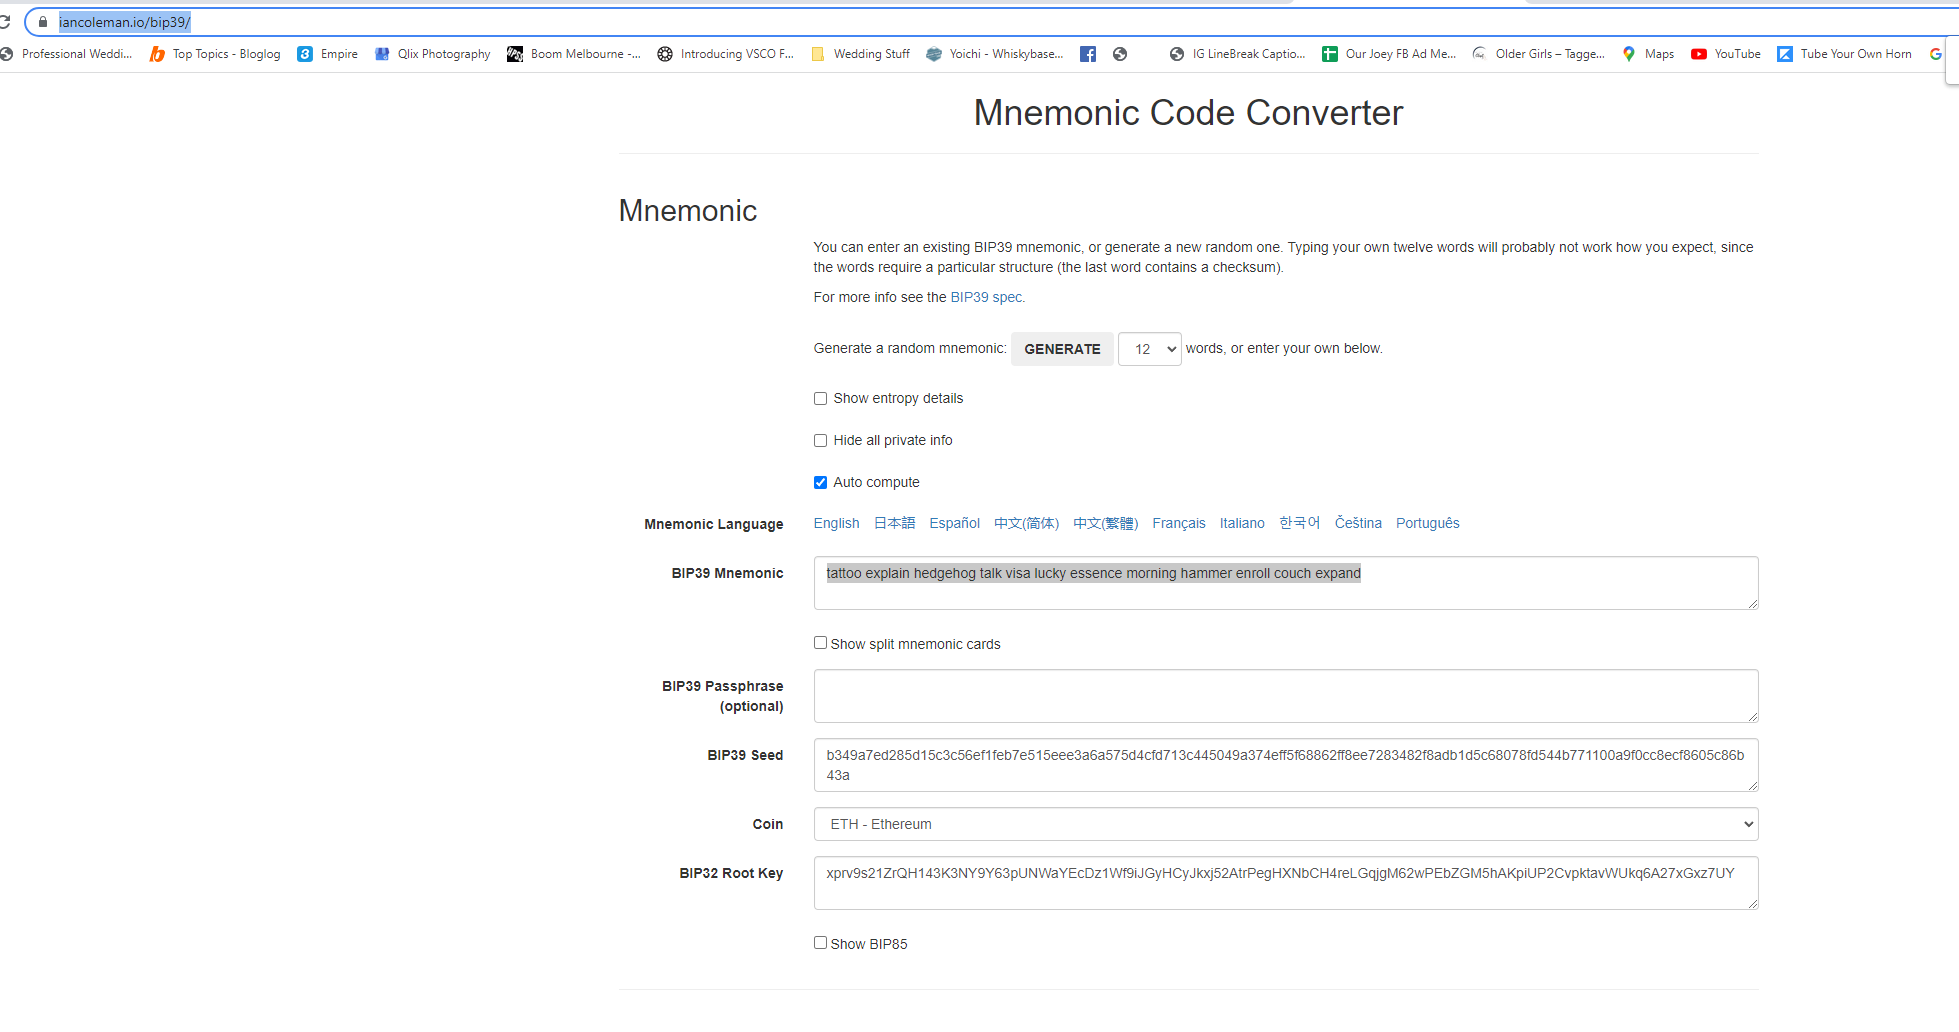 iancoleman.io/bip39/
Professional Weddi... Top Topics - Bloglog Empire Qlix Photography Boom Melbourne -... Introducing VSCO F... Wedding Stuff Yoichi - Whiskybase... IG LineBreak Captio... Our Joey FB Ad Me... Older Girls – Tagge... Maps YouTube Tube Your Own Horn
Mnemonic Code Converter
Mnemonic
You can enter an existing BIP39 mnemonic, or generate a new random one. Typing your own twelve words will probably not work how you expect, since
the words require a particular structure (the last word contains a checksum).
For more info see the BIP39 spec.
Generate a random mnemonic: GENERATE 12 words, or enter your own below.
Show entropy details
Hide all private info
Auto compute
Mnemonic Language English 日本語 Español 中文(简体) 中文(繁體) Français Italiano 한국어 Čeština Português
BIP39 Mnemonic tattoo explain hedgehog talk visa lucky essence morning hammer enroll couch expand
Show split mnemonic cards
BIP39 Passphrase
(optional)
BIP39 Seed b349a7ed285d15c3c56ef1feb7e515eee3a6a575d4cfd713c445049a374eff5f68862ff8ee7283482f8adb1d5c68078fd544b771100a9f0cc8ecf8605c86b
43a
Coin ETH - Ethereum
BIP32 Root Key xprv9s21ZrQH143K3NY9Y63pUNWaYEcDz1Wf9iJGyHCyJkxj52AtrPegHXNbCH4reLGqjgM62wPEbZGM5hAKpiUP2CvpktavWUkq6A27xGxz7UY
Show BIP85